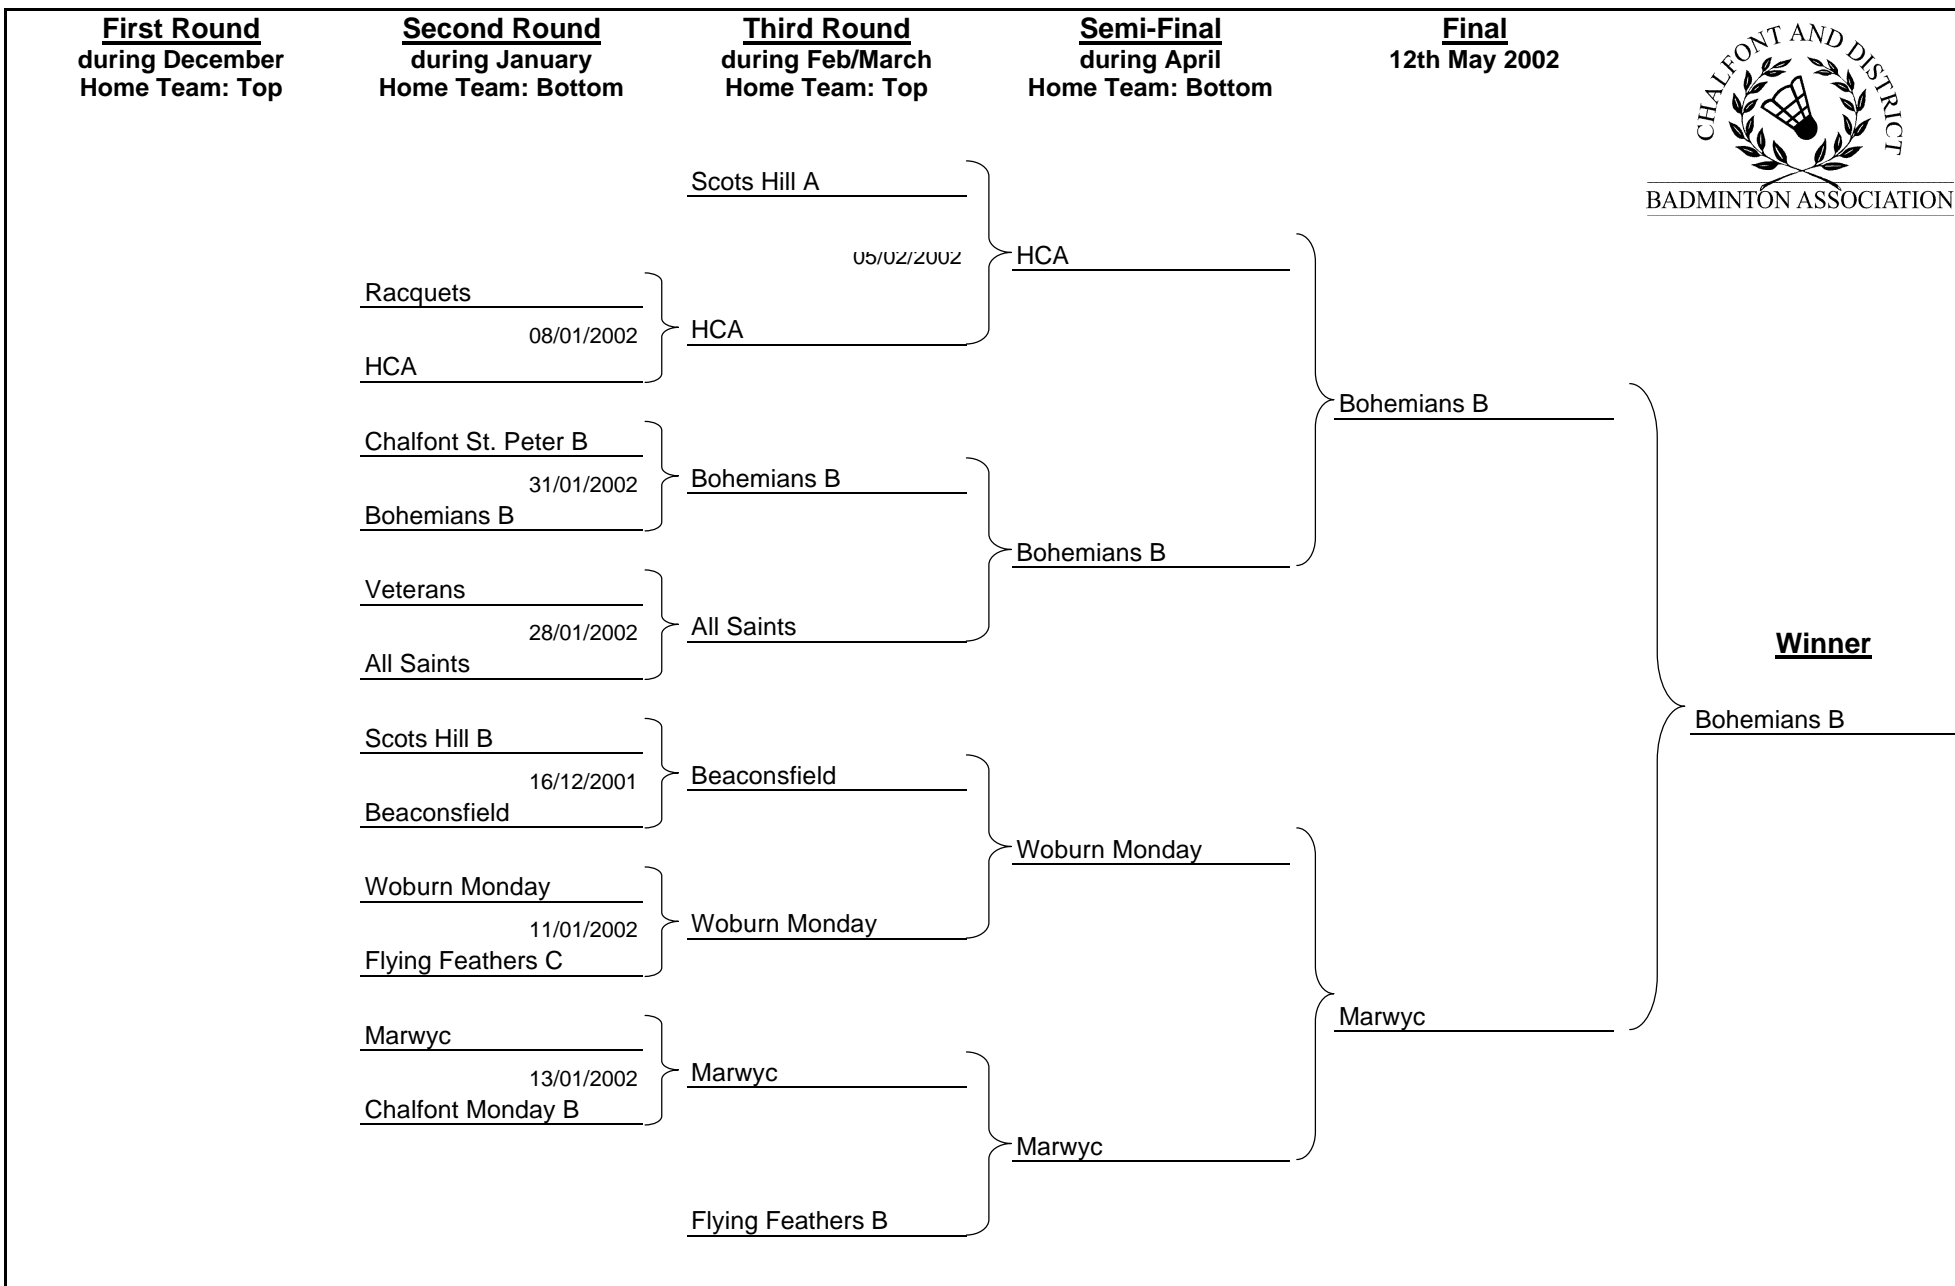 First Round
during December
Home Team: Top
Second Round
during January
Home Team: Bottom
Third Round
during Feb/March
Home Team: Top
Semi-Final
during April
Home Team: Bottom
Final
12th May 2002
CHALFONT AND DISTRICT
BADMINTON ASSOCIATION
Scots Hill A
05/02/2002
HCA
Racquets
08/01/2002
HCA
HCA
Bohemians B
Chalfont St. Peter B
31/01/2002
Bohemians B
Bohemians B
Bohemians B
Veterans
28/01/2002
All Saints
All Saints
Winner
Bohemians B
Scots Hill B
16/12/2001
Beaconsfield
Beaconsfield
Woburn Monday
Woburn Monday
11/01/2002
Woburn Monday
Flying Feathers C
Marwyc
Marwyc
13/01/2002
Marwyc
Chalfont Monday B
Marwyc
Flying Feathers B